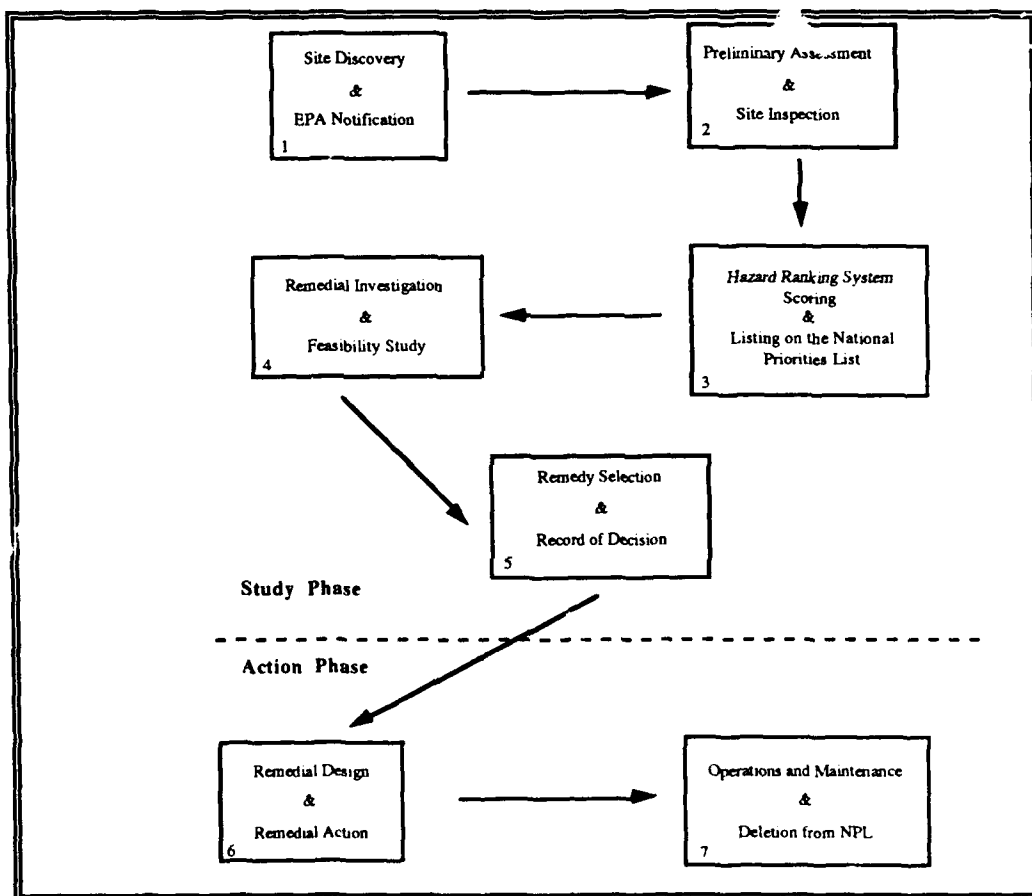 Site Discovery
&
EPA Notification
1
Preliminary Assessment
&
Site Inspection
2
Hazard Ranking System
Scoring
&
Listing on the National
Priorities List
3
Remedial Investigation
&
Feasibility Study
4
Remedy Selection
&
Record of Decision
5
Study Phase
Action Phase
Remedial Design
&
Remedial Action
6
Operations and Maintenance
&
Deletion from NPL
7